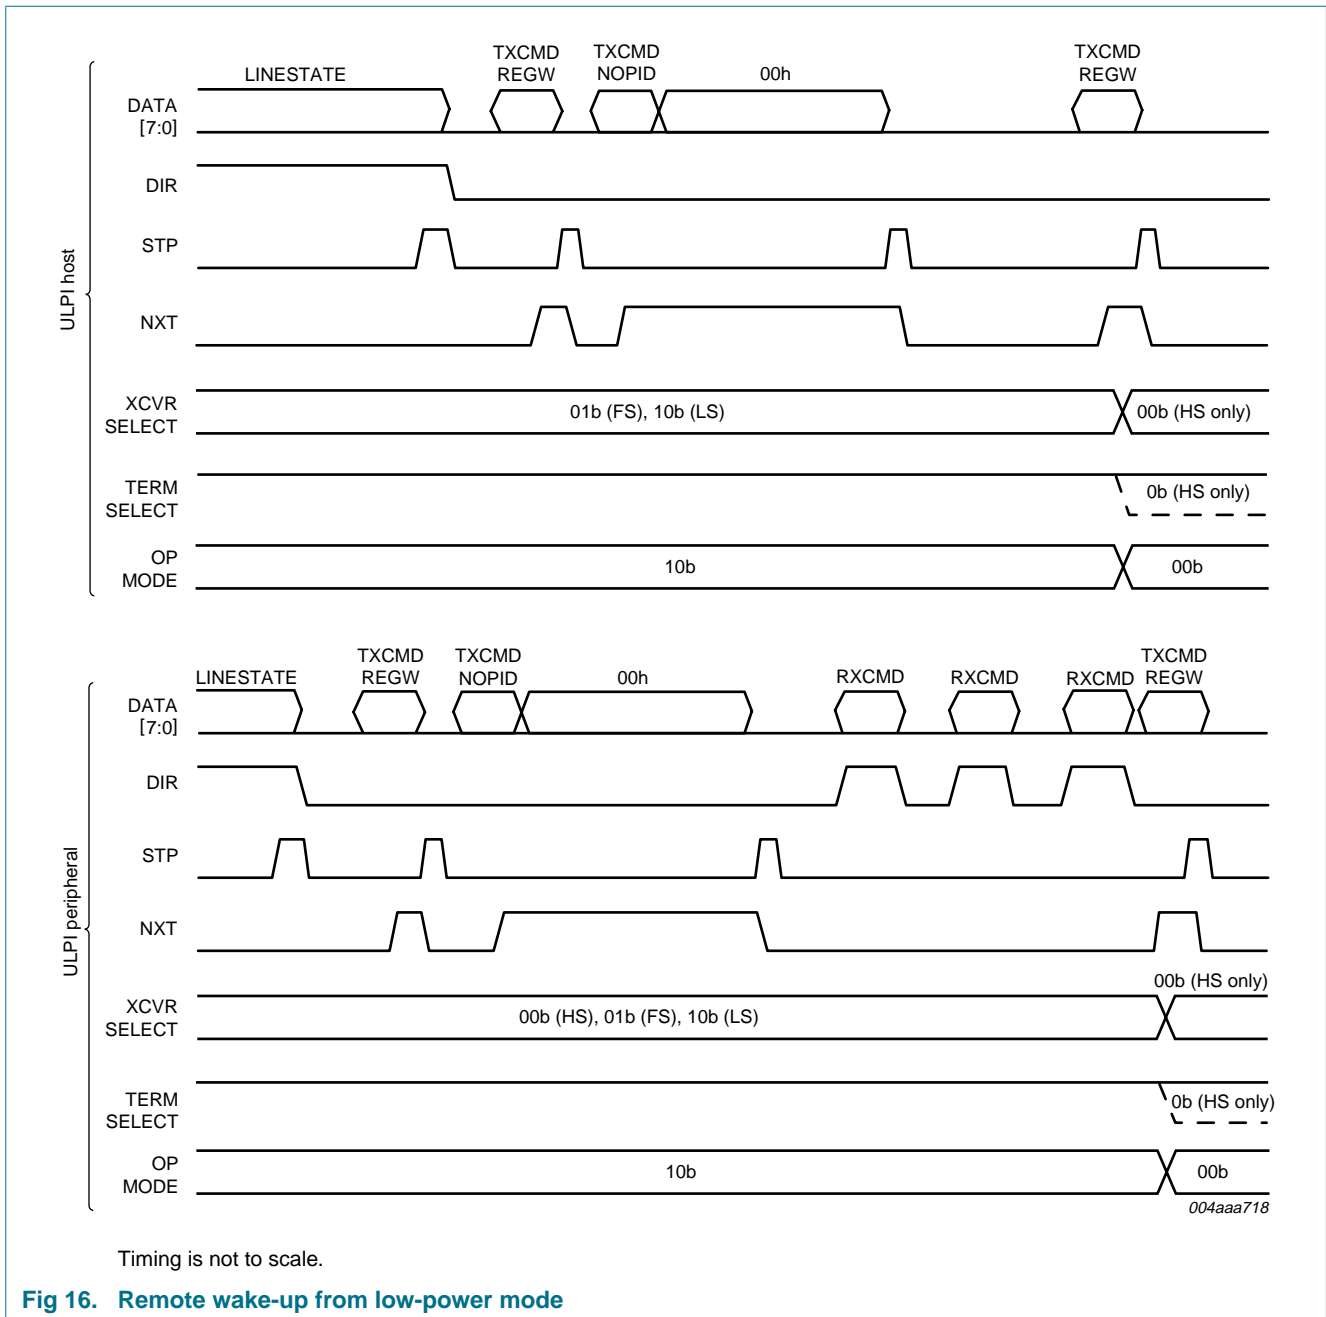 TXCMD TXCMD TXCMD
LINESTATE REGW NOPID 00h REGW
DATA
[7:0]
DIR
STP
ULPI host
NXT
XCVR
SELECT
01b (FS), 10b (LS) 00b (HS only)
TERM
SELECT
0b (HS only)
OP
MODE
10b 00b
TXCMD TXCMD TXCMD
LINESTATE REGW NOPID 00h RXCMD RXCMD RXCMD REGW
DATA
[7:0]
DIR
STP
ULPI peripheral
NXT
00b (HS only)
XCVR
SELECT
00b (HS), 01b (FS), 10b (LS)
TERM
SELECT
0b (HS only)
OP
MODE
10b 00b
004aaa718
Timing is not to scale.
Fig 16. Remote wake-up from low-power mode